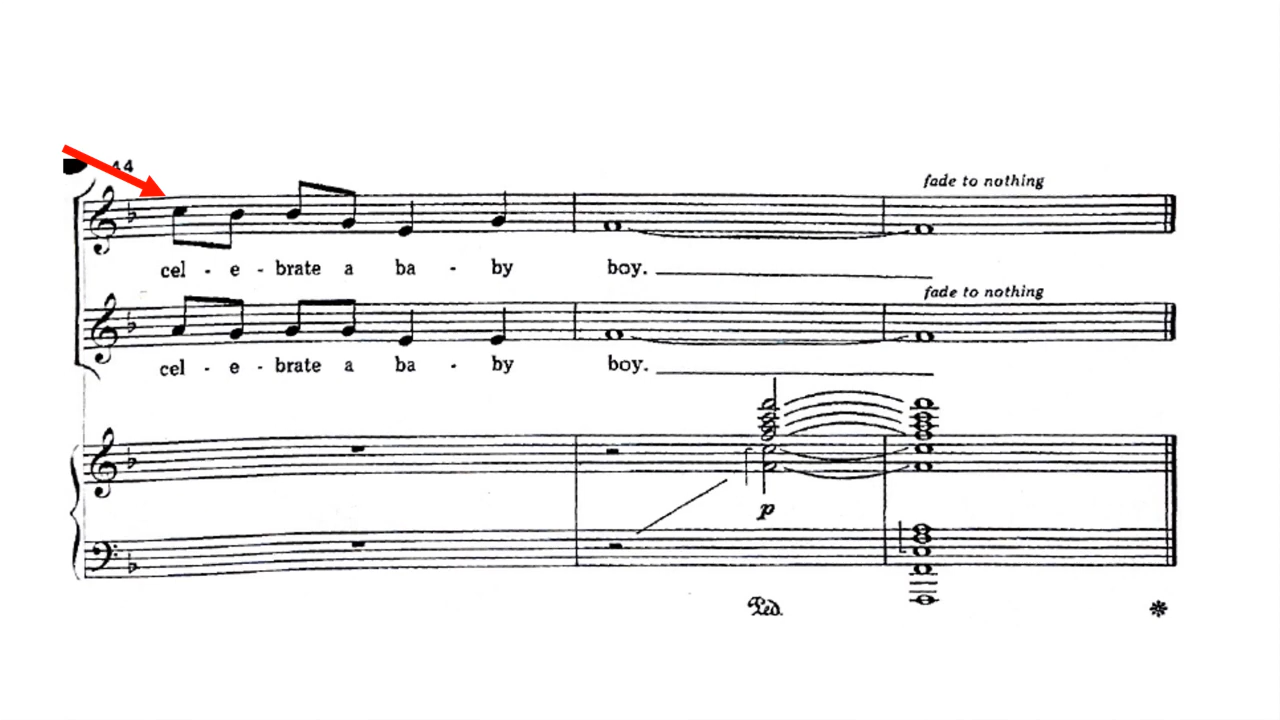 44
fade to nothing
cel - e - brate a ba - by boy.
fade to nothing
cel - e - brate a ba - by boy.
p
Ped.